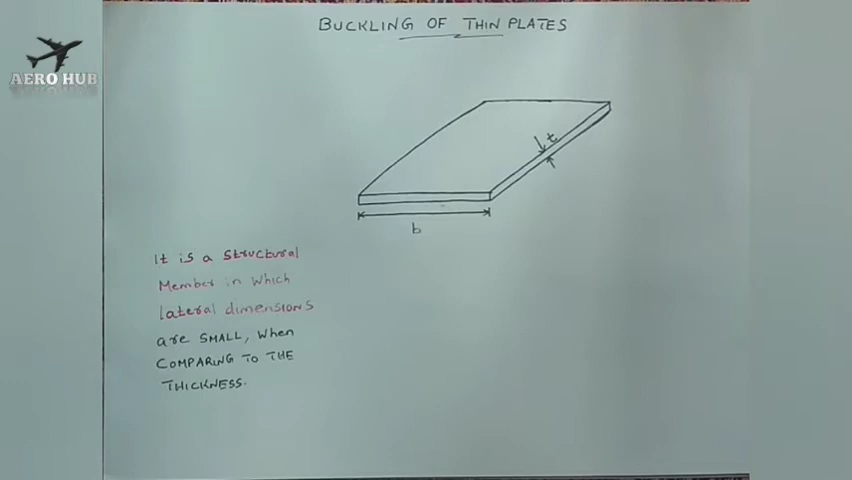 BUCKLING OF THIN PLATES
AERO HUB
t
b
It is a Structural
Member in which
lateral dimensions
are SMALL, when
COMPARING TO THE
THICKNESS.